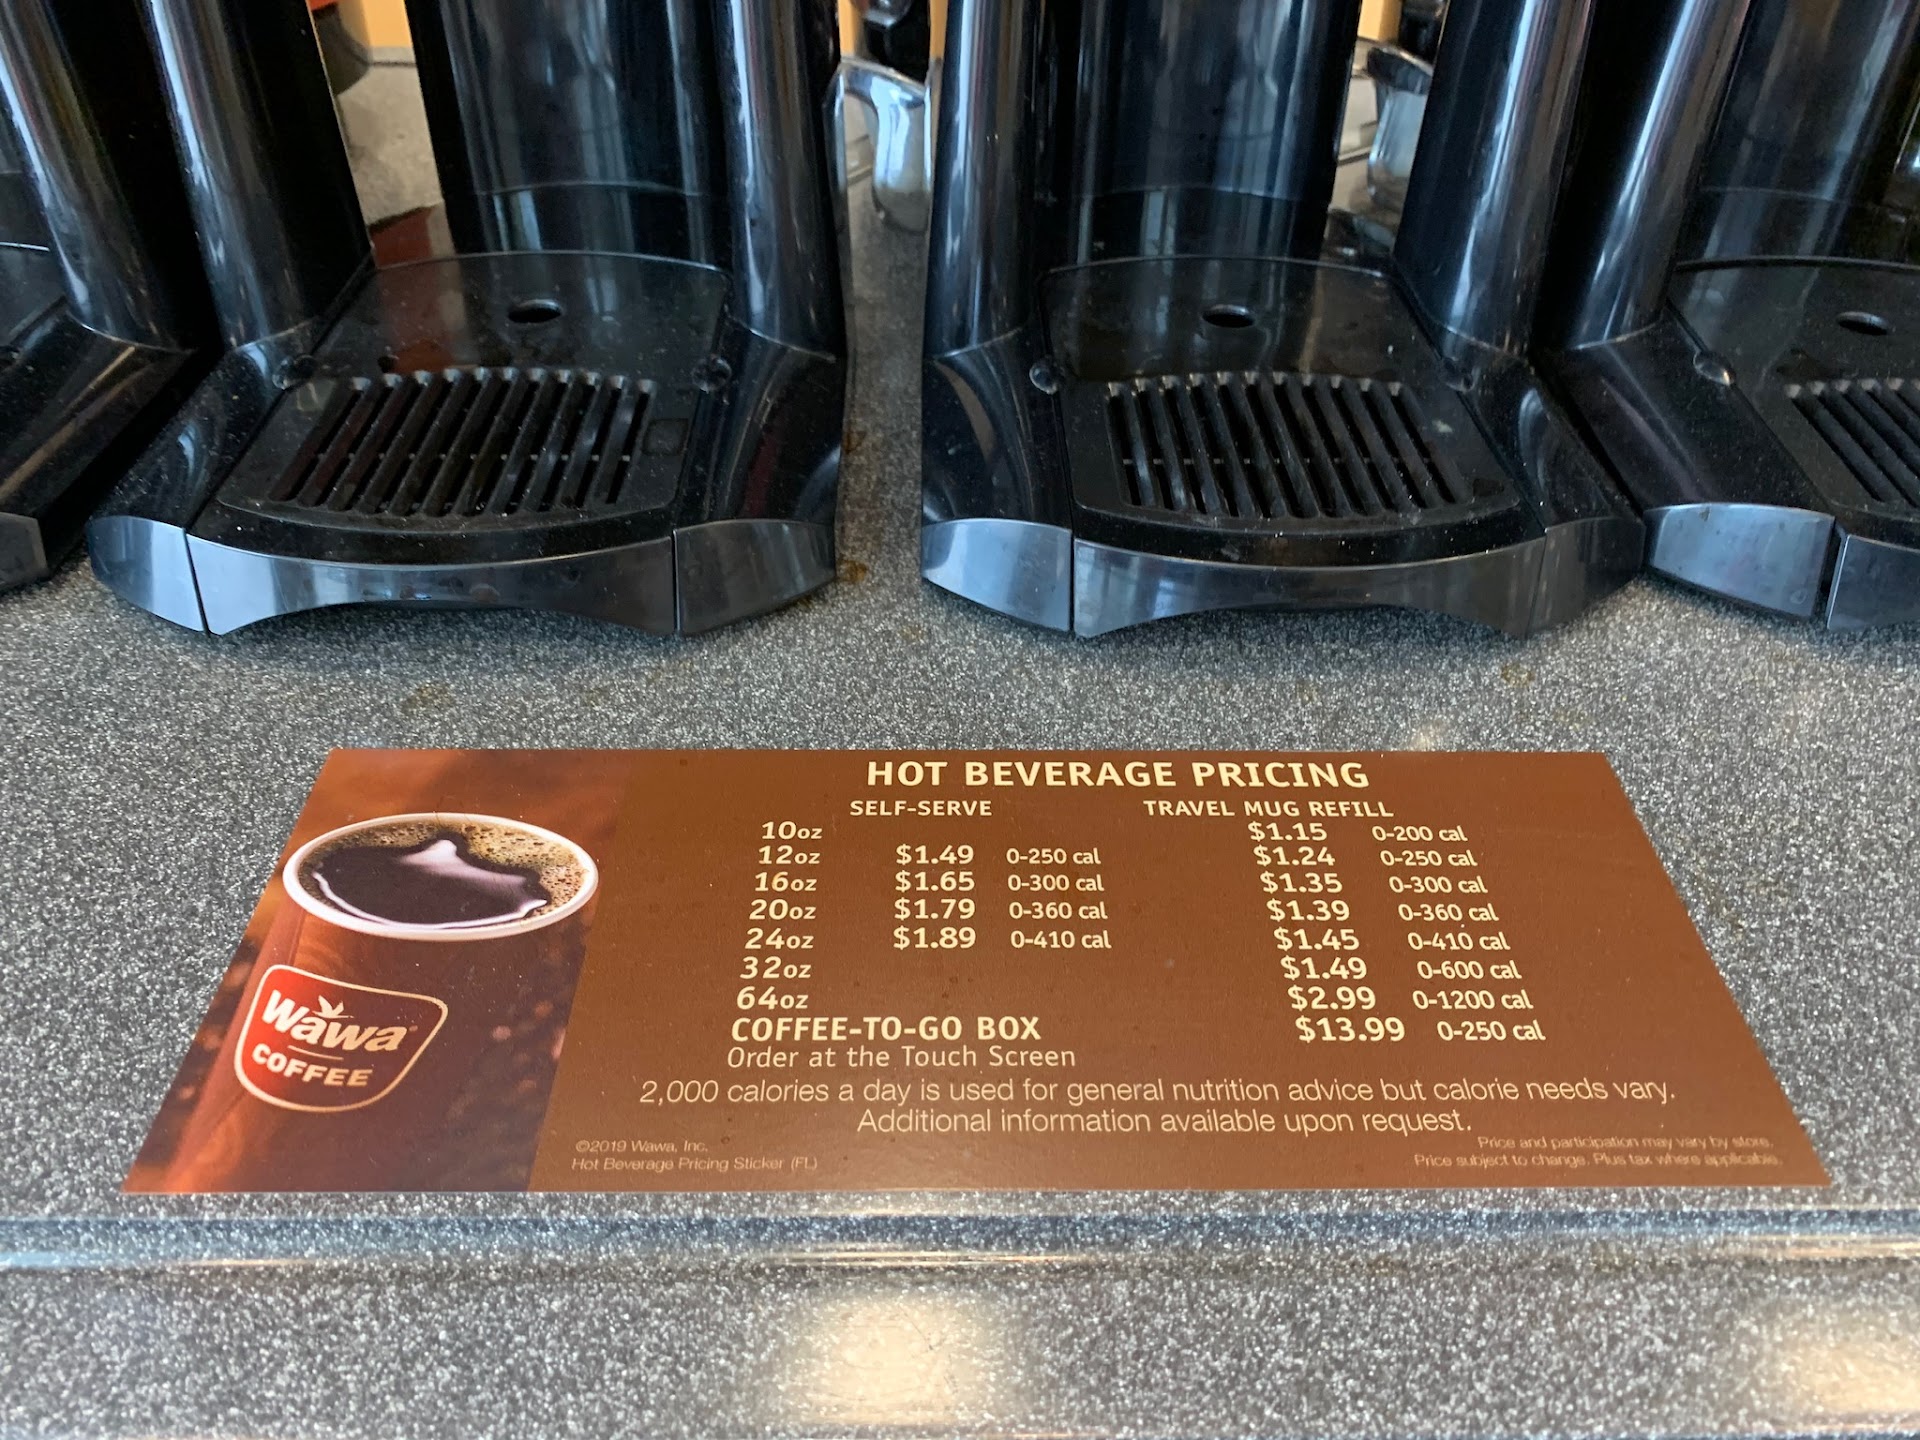 HOT BEVERAGE PRICING
SELF-SERVE TRAVEL MUG REFILL
10oz $1.15 0-200 cal
12oz $1.49 0-250 cal $1.24 0-250 cal
16oz $1.65 0-300 cal $1.35 0-300 cal
20oz $1.79 0-360 cal $1.39 0-360 cal
24oz $1.89 0-410 cal $1.45 0-410 cal
32oz $1.49 0-600 cal
64oz $2.99 0-1200 cal
COFFEE-TO-GO BOX $13.99 0-250 cal
Order at the Touch Screen
2,000 calories a day is used for general nutrition advice but calorie needs vary.
Additional information available upon request.
Wawa®
COFFEE
©2019 Wawa, Inc.
Hot Beverage Pricing Sticker (FL)
Price and participation may vary by store.
Price subject to change. Plus tax where applicable.